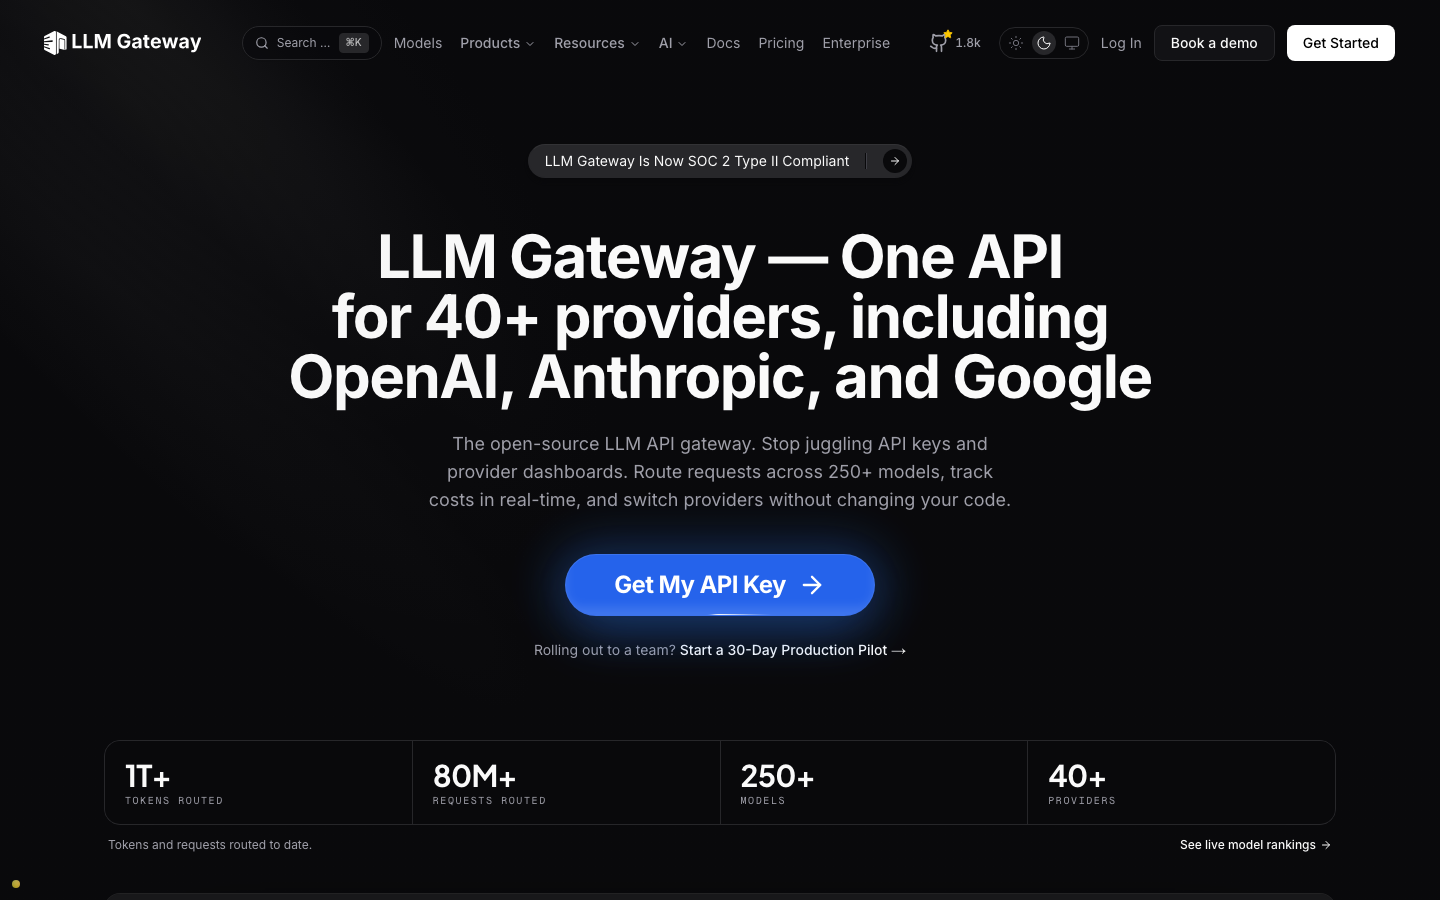 LLM Gateway
Search ... ⌘K
Models
Products
Resources
AI
Docs
Pricing
Enterprise
1.8k
Log In
Book a demo
Get Started
LLM Gateway Is Now SOC 2 Type II Compliant
LLM Gateway — One API
for 40+ providers, including
OpenAI, Anthropic, and Google
The open-source LLM API gateway. Stop juggling API keys and
provider dashboards. Route requests across 250+ models, track
costs in real-time, and switch providers without changing your code.
Get My API Key →
Rolling out to a team? Start a 30-Day Production Pilot →
1T+
TOKENS ROUTED
80M+
REQUESTS ROUTED
250+
MODELS
40+
PROVIDERS
Tokens and requests routed to date.
See live model rankings →